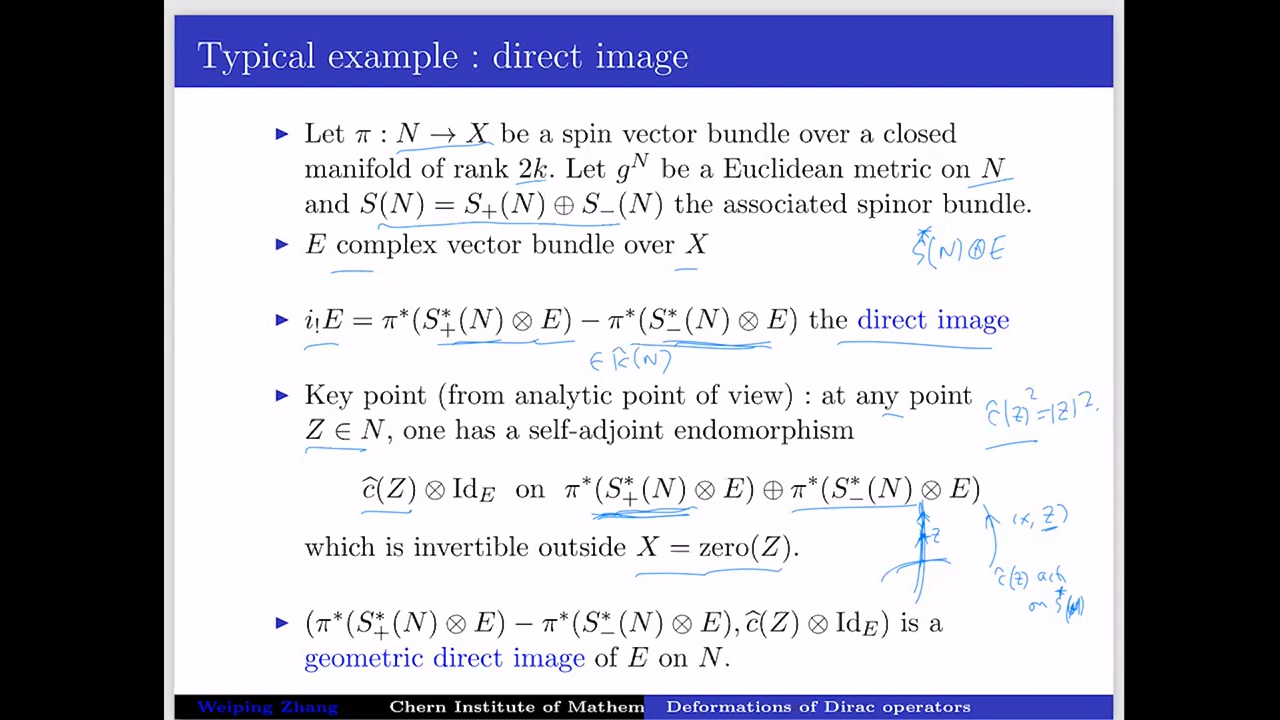 Typical example : direct image
▶ Let π : N → X be a spin vector bundle over a closed
manifold of rank 2k. Let g^N be a Euclidean metric on N
and S(N) = S₊(N) ⊕ S₋(N) the associated spinor bundle.
▶ E complex vector bundle over X
S*(N)⊗E
▶ i_!E = π*(S₊*(N) ⊗ E) − π*(S₋*(N) ⊗ E) the direct image
∈ K̃(N)
▶ Key point (from analytic point of view) : at any point
Z ∈ N, one has a self-adjoint endomorphism
ĉ(Z)² = |Z|².
ĉ(Z) ⊗ Id_E on π*(S₊*(N) ⊗ E) ⊕ π*(S₋*(N) ⊗ E)
(x, Z)
Z
which is invertible outside X = zero(Z).
ĉ(Z) act
on S*(N)
▶ (π*(S₊*(N) ⊗ E) − π*(S₋*(N) ⊗ E), ĉ(Z) ⊗ Id_E) is a
geometric direct image of E on N.
Weiping Zhang Chern Institute of Mathem Deformations of Dirac operators